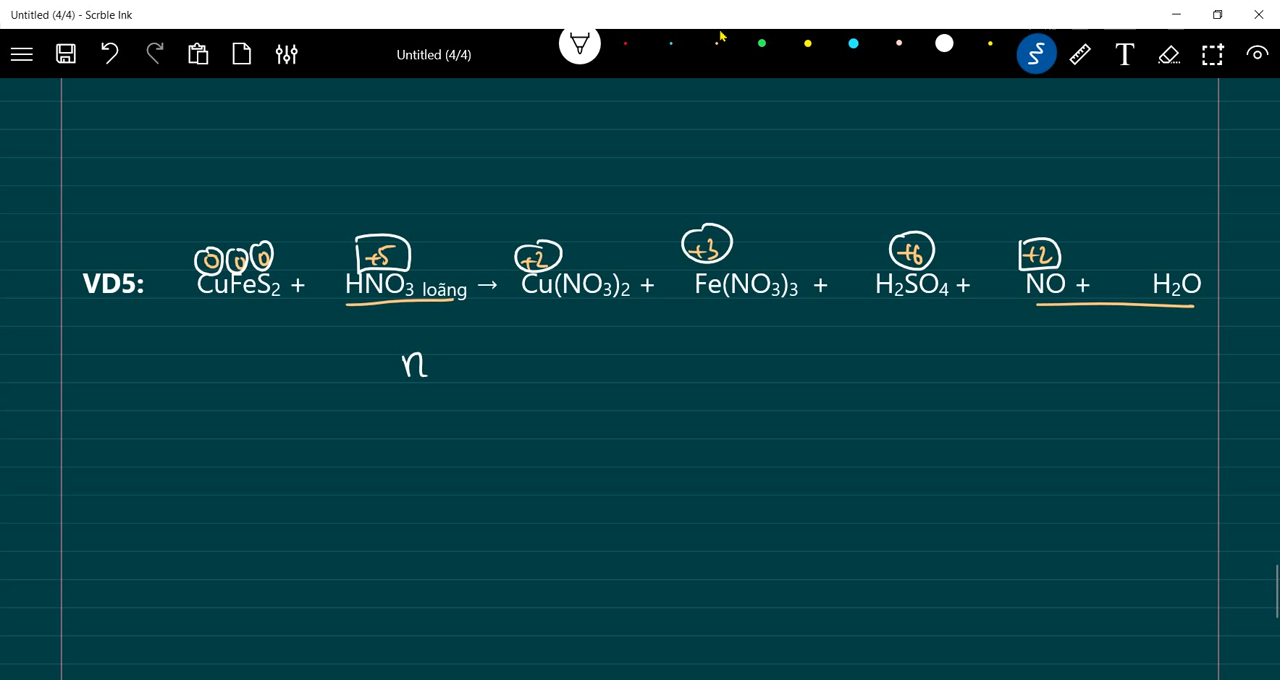 Untitled (4/4) - Scrble Ink
Untitled (4/4)
T
0 0 0 +5 +2 +3 +6 +2
VD5: CuFeS₂ + HNO₃ loãng → Cu(NO₃)₂ + Fe(NO₃)₃ + H₂SO₄ + NO + H₂O
n